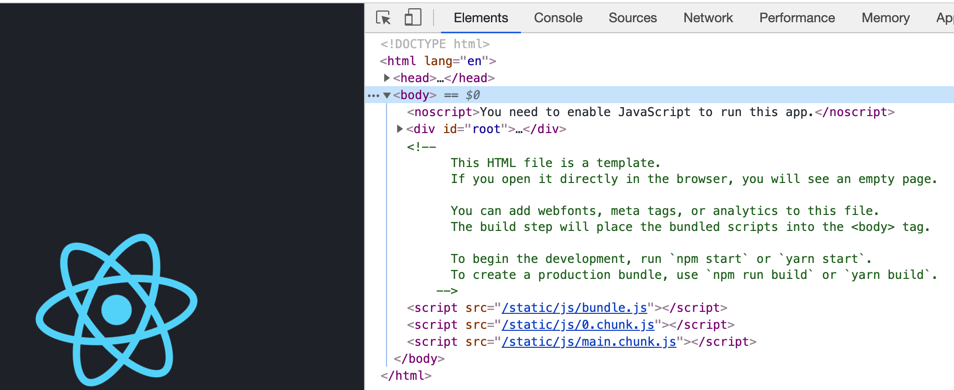 Elements Console Sources Network Performance Memory
<!DOCTYPE html>
<html lang="en">
<head>…</head>
<body> == $0
<noscript>You need to enable JavaScript to run this app.</noscript>
<div id="root">…</div>
<!--
This HTML file is a template.
If you open it directly in the browser, you will see an empty page.
You can add webfonts, meta tags, or analytics to this file.
The build step will place the bundled scripts into the <body> tag.
To begin the development, run `npm start` or `yarn start`.
To create a production bundle, use `npm run build` or `yarn build`.
-->
<script src="/static/js/bundle.js"></script>
<script src="/static/js/0.chunk.js"></script>
<script src="/static/js/main.chunk.js"></script>
</body>
</html>